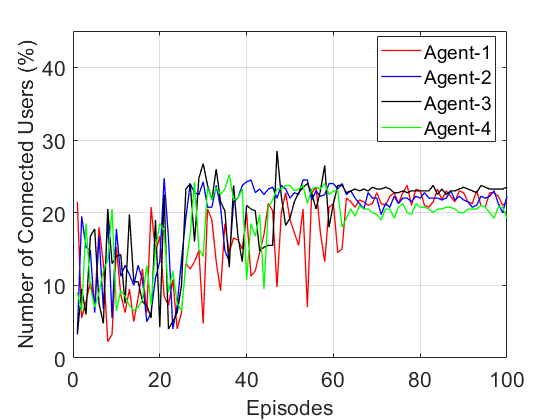 Number of Connected Users (%)
40
30
20
10
0
0 20 40 60 80 100
Episodes
Agent-1
Agent-2
Agent-3
Agent-4